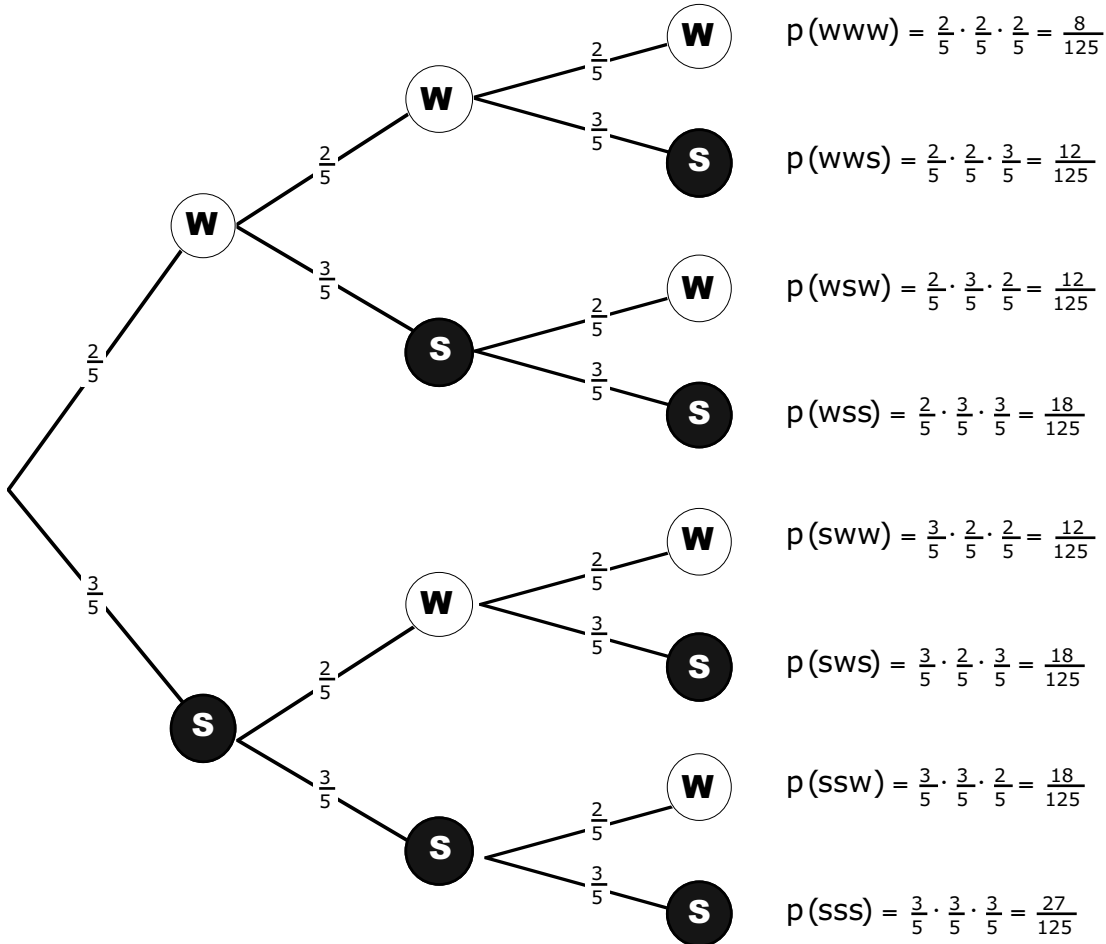 W
p(www) = 2/5 · 2/5 · 2/5 = 8/125
2/5
W
3/5
2/5
S
p(wws) = 2/5 · 2/5 · 3/5 = 12/125
W
3/5
W
p(wsw) = 2/5 · 3/5 · 2/5 = 12/125
2/5
2/5
S
3/5
S
p(wss) = 2/5 · 3/5 · 3/5 = 18/125
W
p(sww) = 3/5 · 2/5 · 2/5 = 12/125
2/5
3/5
W
3/5
2/5
S
p(sws) = 3/5 · 2/5 · 3/5 = 18/125
S
3/5
W
p(ssw) = 3/5 · 3/5 · 2/5 = 18/125
2/5
S
3/5
S
p(sss) = 3/5 · 3/5 · 3/5 = 27/125